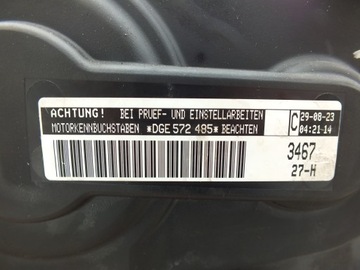 ACHTUNG! BEI PRUEF- UND EINSTELLARBEITEN
MOTORKENNBUCHSTABEN *DGE 572 485* BEACHTEN
C
29-08-23
04:21-14
3467
27-H